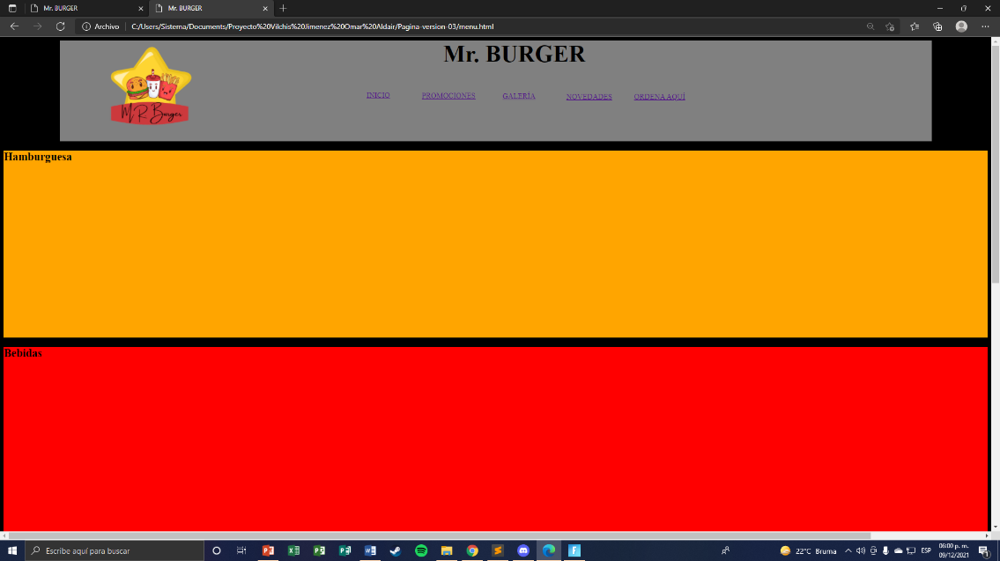 Mr. BURGER
Mr. BURGER
Archivo
C:/Users/Sistema/Documents/Proyecto%20Vilchis%20Jimenez%20Omar%20Aldair/Pagina-version-03/menu.html
Mr. BURGER
M R Burger
INICIO
PROMOCIONES
GALERÍA
NOVEDADES
ORDENA AQUÍ
Hamburguesa
Bebidas
Escribe aquí para buscar
22°C Bruma
ESP
06:00 p. m.
09/12/2021
1